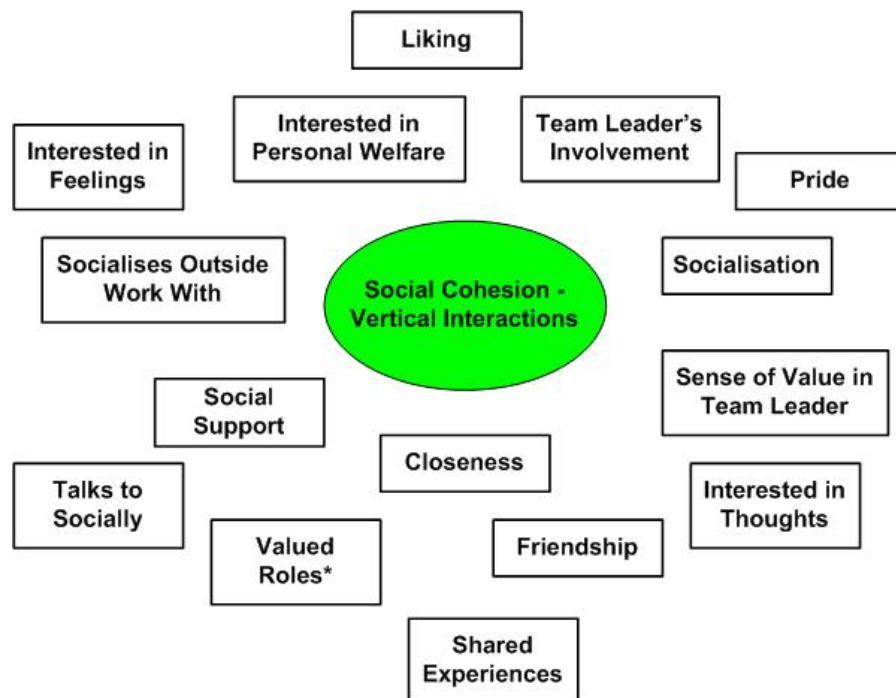 Liking
Interested in
Personal Welfare
Team Leader's
Involvement
Interested in
Feelings
Pride
Socialises Outside
Work With
Social Cohesion -
Vertical Interactions
Socialisation
Sense of Value in
Team Leader
Social
Support
Closeness
Talks to
Socially
Interested in
Thoughts
Valued
Roles*
Friendship
Shared
Experiences